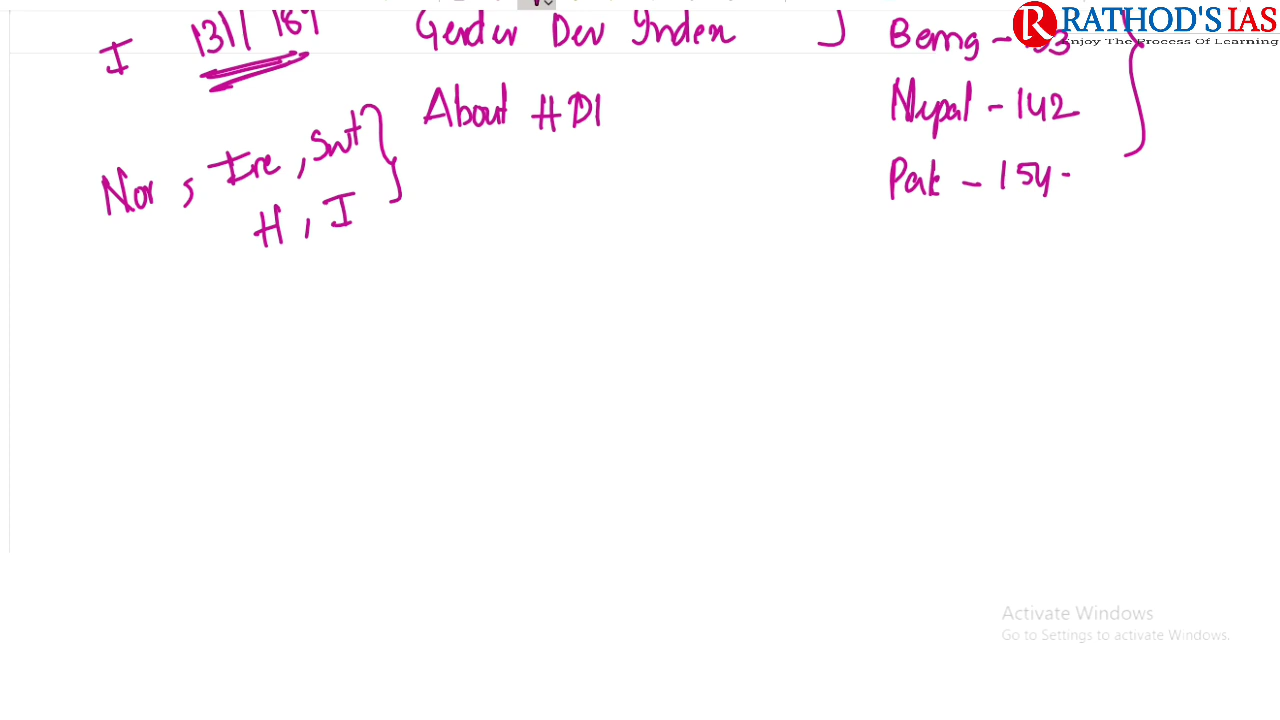 I 131/189 Gender Dev Index
Beng - 133
About HDI
Nepal - 142
Nor, Ire, Swt
H, I
Pak - 154
RATHOD'S IAS
Enjoy The Process Of Learning
Activate Windows
Go to Settings to activate Windows.